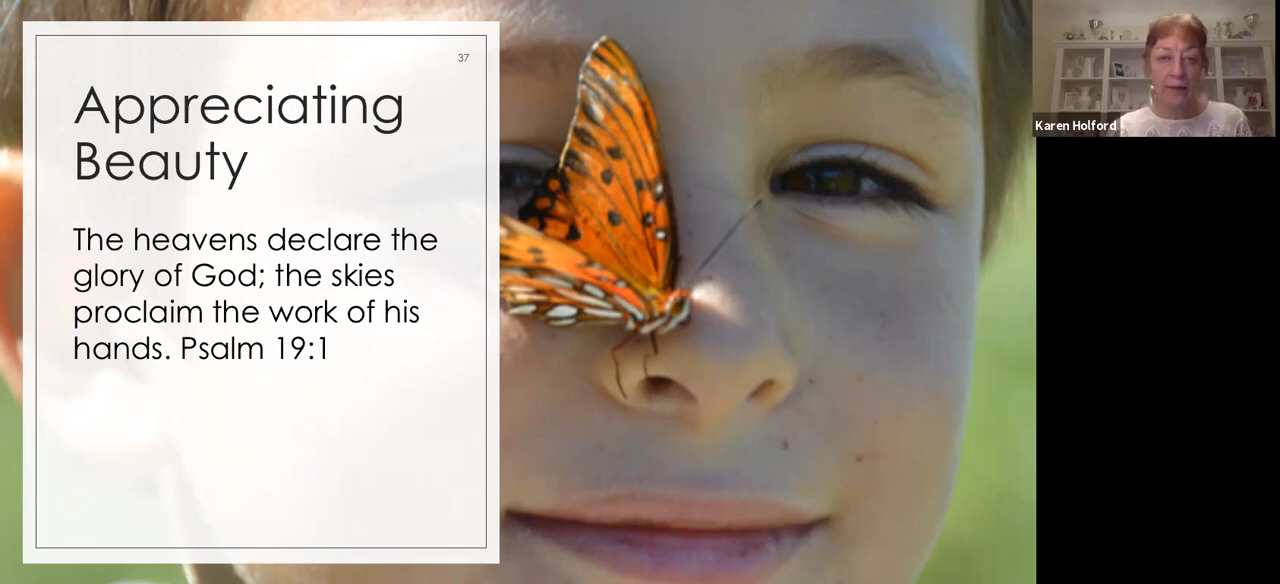 37
Appreciating
Beauty
The heavens declare the
glory of God; the skies
proclaim the work of his
hands. Psalm 19:1
Karen Holford